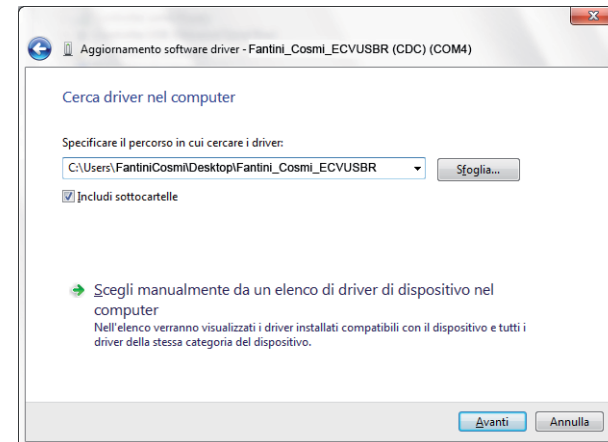 Aggiornamento software driver - Fantini_Cosmi_ECVUSBR (CDC) (COM4)
Cerca driver nel computer
Specificare il percorso in cui cercare i driver:
C:\Users\FantiniCosmi\Desktop\Fantini_Cosmi_ECVUSBR
Sfoglia...
Includi sottocartelle
Scegli manualmente da un elenco di driver di dispositivo nel
computer
Nell'elenco verranno visualizzati i driver installati compatibili con il dispositivo e tutti i
driver della stessa categoria del dispositivo.
Avanti
Annulla